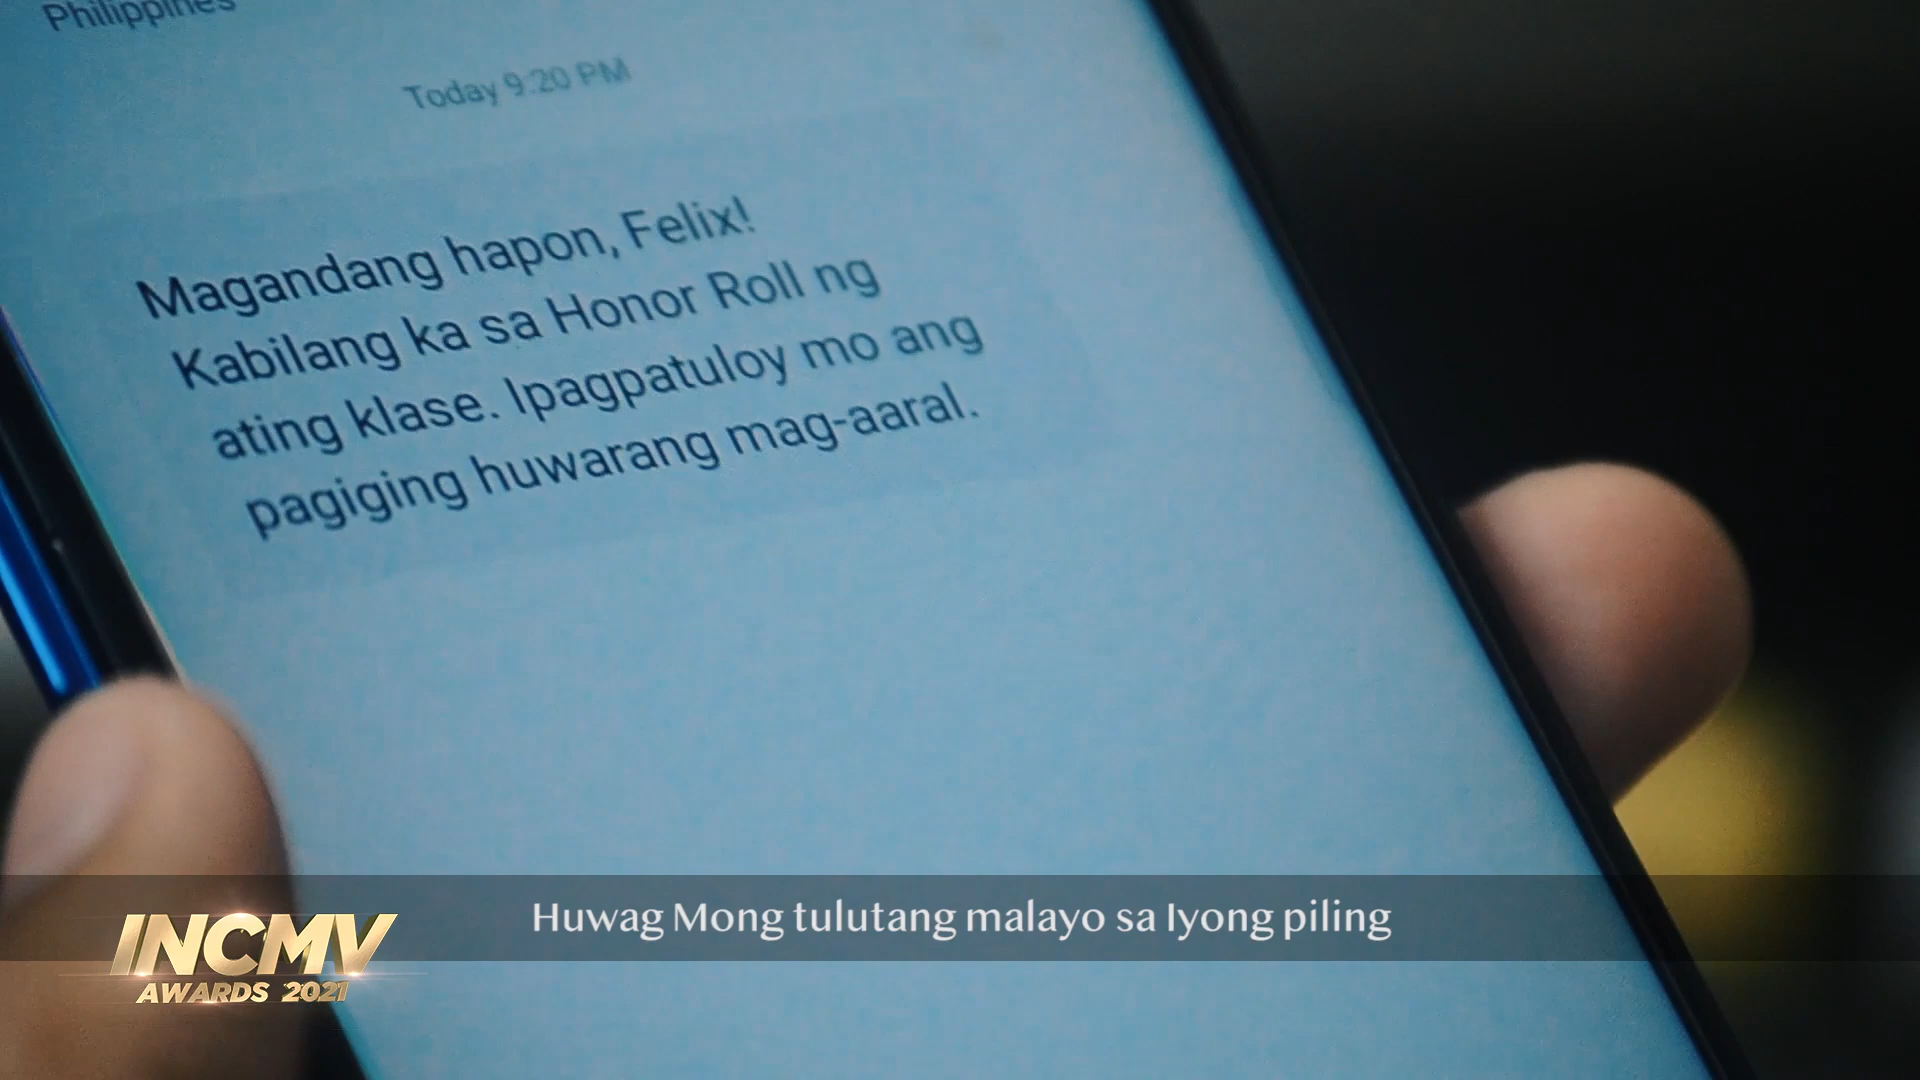 Philippines
Today 9:20 PM
Magandang hapon, Felix!
Kabilang ka sa Honor Roll ng
ating klase. Ipagpatuloy mo ang
pagiging huwarang mag-aaral.
Huwag Mong tulutang malayo sa Iyong piling
INCMV
AWARDS 2021